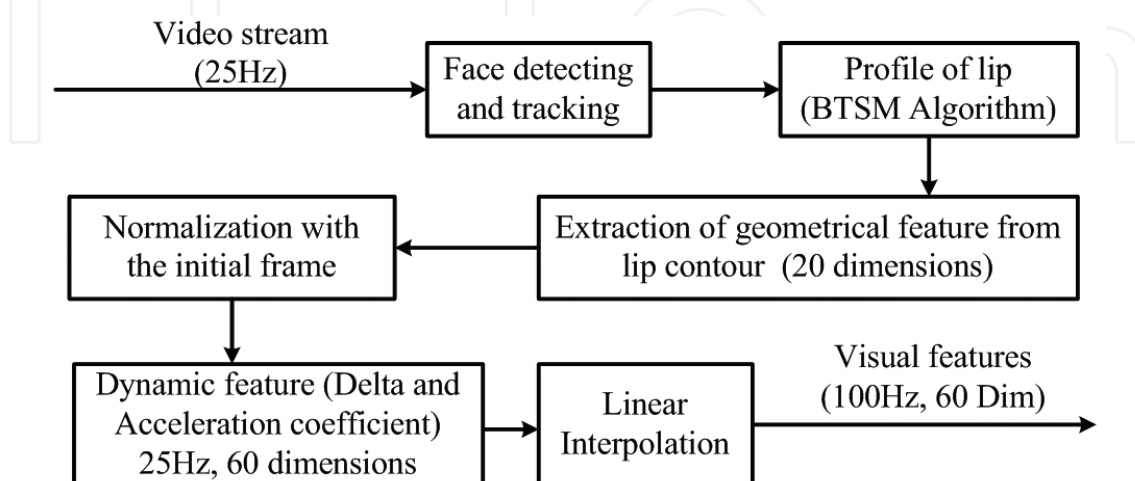 Video stream
(25Hz)
Face detecting
and tracking
Profile of lip
(BTSM Algorithm)
Normalization with
the initial frame
Extraction of geometrical feature from
lip contour (20 dimensions)
Dynamic feature (Delta and
Acceleration coefficient)
25Hz, 60 dimensions
Linear
Interpolation
Visual features
(100Hz, 60 Dim)